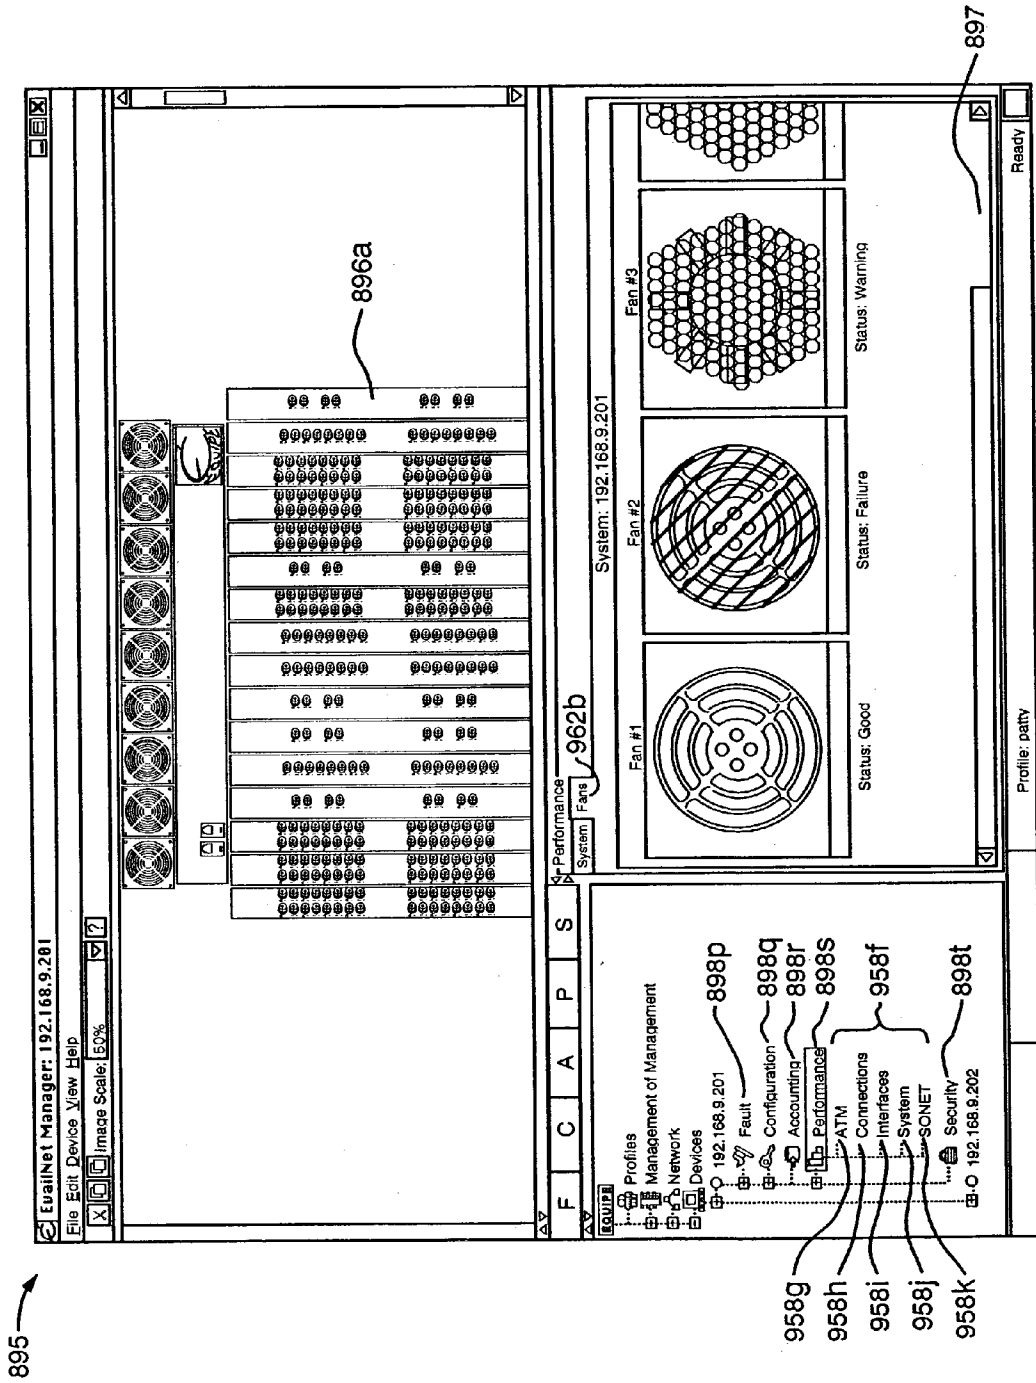 895
EvailNet Manager: 192.168.9.201
File Edit Device View Help
X Image Scale: 50% ?
896a
F C A P S
EQUIPE
Profiles
Management of Management
Network
Devices
192.168.9.201
Fault
Configuration
Accounting
Performance
ATM
Connections
Interfaces
System
SONET
Security
192.168.9.202
898p
898q
898r
898s
958f
898t
958g
958h
958i
958j
958k
Performance
System Fans
962b
System: 192.168.9.201
Fan #1
Status: Good
Fan #2
Status: Failure
Fan #3
Status: Warning
897
Profile: patty
Ready